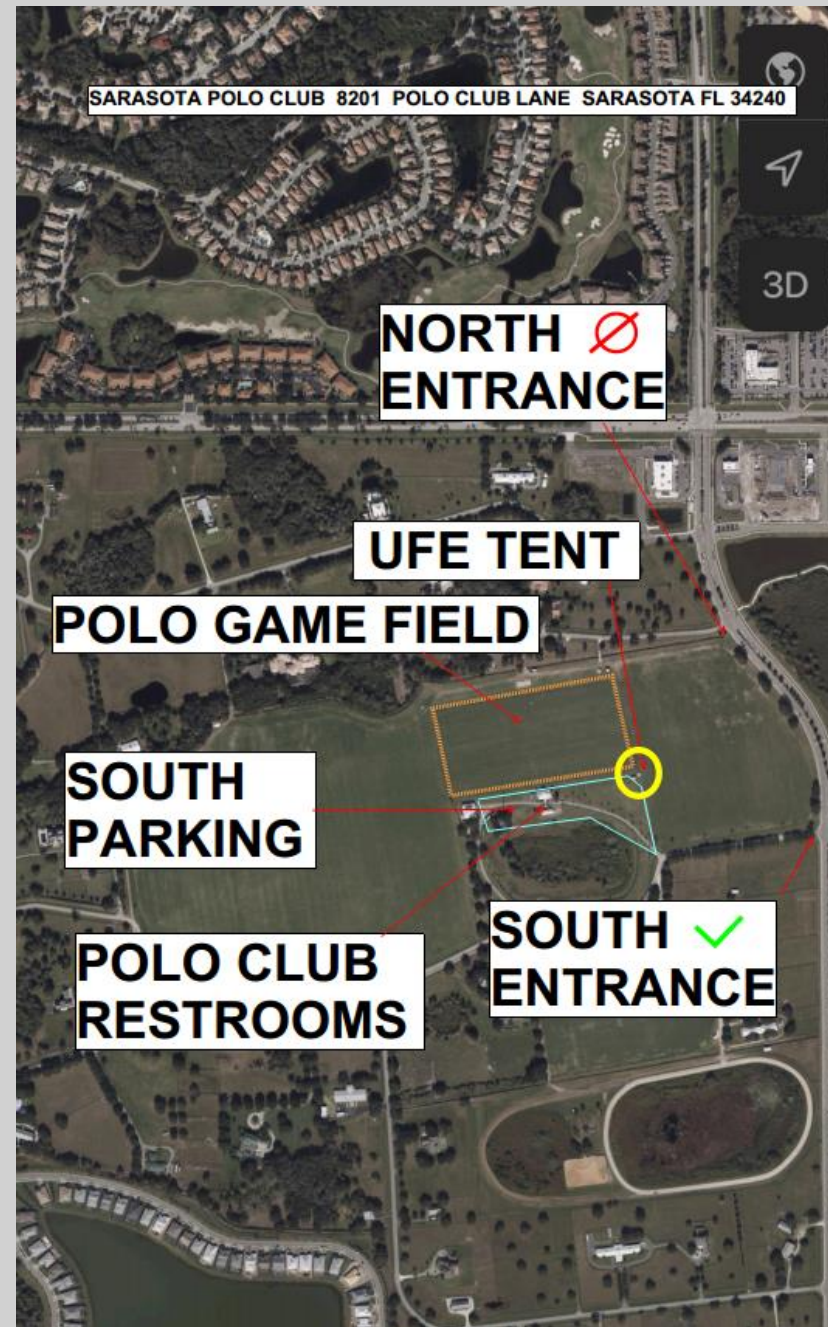 SARASOTA POLO CLUB 8201 POLO CLUB LANE SARASOTA FL 34240
3D
NORTH
ENTRANCE
UFE TENT
POLO GAME FIELD
SOUTH
PARKING
SOUTH
ENTRANCE
POLO CLUB
RESTROOMS